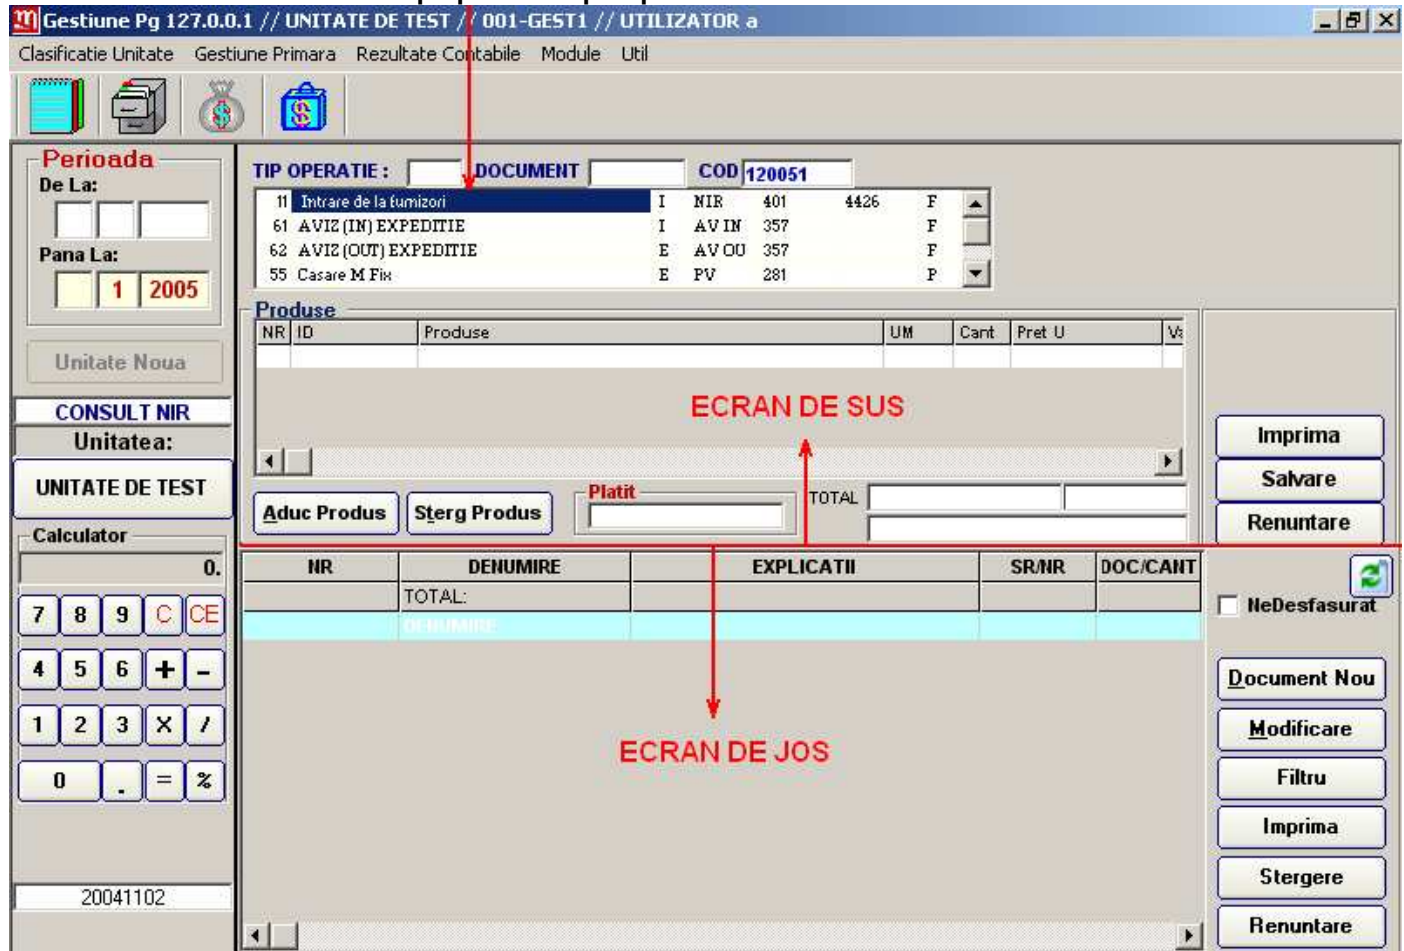 Gestiune Pg 127.0.0.1 // UNITATE DE TEST // 001-GEST1 // UTILIZATOR a
Clasificatie Unitate Gestiune Primara Rezultate Contabile Module Util
Perioada
De La:
Pana La:
1 2005
Unitate Noua
CONSULT NIR
Unitatea:
UNITATE DE TEST
Calculator
0.
7 8 9 C CE
4 5 6 + -
1 2 3 X /
0 . = %
20041102
TIP OPERATIE : DOCUMENT COD 120051
11 Intrare de la furnizori I NIR 401 4426 F
61 AVIZ (IN) EXPEDITIE I AV IN 357 F
62 AVIZ (OUT) EXPEDITIE E AV OU 357 F
55 Casare M Fix E PV 281 P
Produse
NR ID Produse UM Cant Pret U
ECRAN DE SUS
Aduc Produs Sterg Produs Platit TOTAL
Imprima
Salvare
Renuntare
NR DENUMIRE EXPLICATII SR/NR DOC/CANT
TOTAL:
DENUMIRE
ECRAN DE JOS
NeDesfasurat
Document Nou
Modificare
Filtru
Imprima
Stergere
Renuntare